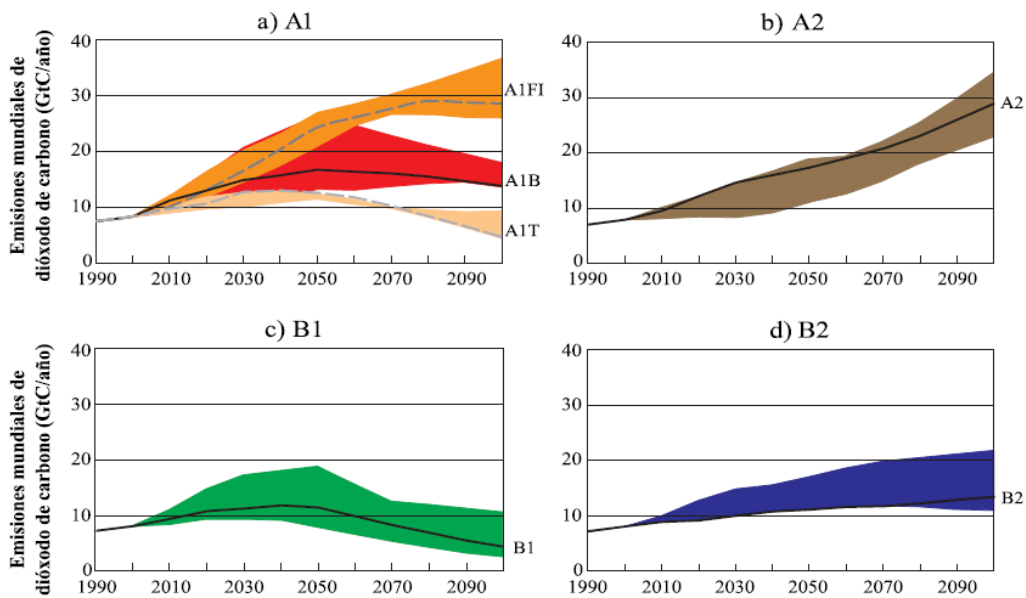 a) A1
b) A2
Emisiones mundiales de
dióxodo de carbono (GtC/año)
40
30
20
10
0
A1FI
A1B
A1T
1990 2010 2030 2050 2070 2090
40
30
20
10
0
A2
1990 2010 2030 2050 2070 2090
c) B1
d) B2
Emisiones mundiales de
dióxodo de carbono (GtC/año)
40
30
20
10
0
B1
1990 2010 2030 2050 2070 2090
40
30
20
10
0
B2
1990 2010 2030 2050 2070 2090